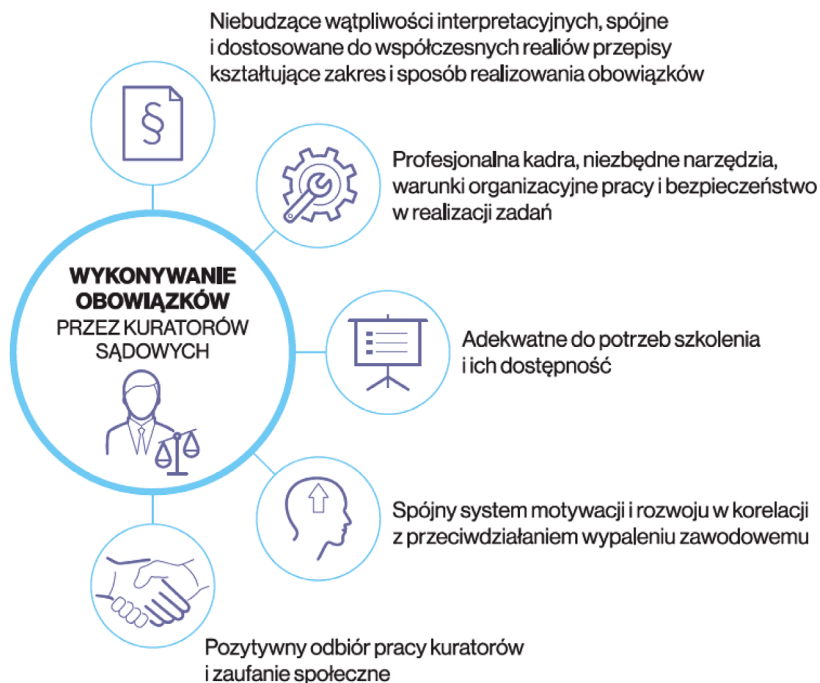 Niebudzące wątpliwości interpretacyjnych, spójne
i dostosowane do współczesnych realiów przepisy
kształtujące zakres i sposób realizowania obowiązków
§
Profesjonalna kadra, niezbędne narzędzia,
warunki organizacyjne pracy i bezpieczeństwo
w realizacji zadań
WYKONYWANIE
OBOWIĄZKÓW
PRZEZ KURATORÓW
SĄDOWYCH
Adekwatne do potrzeb szkolenia
i ich dostępność
Spójny system motywacji i rozwoju w korelacji
z przeciwdziałaniem wypaleniu zawodowemu
Pozytywny odbiór pracy kuratorów
i zaufanie społeczne